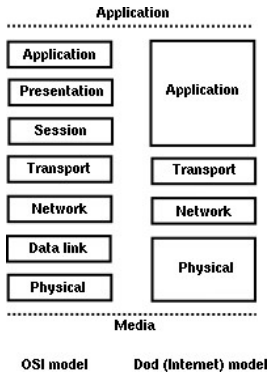 Application
Application
Presentation
Session
Transport
Network
Data link
Physical
Application
Transport
Network
Physical
Media
OSI model
Dod (Internet) model